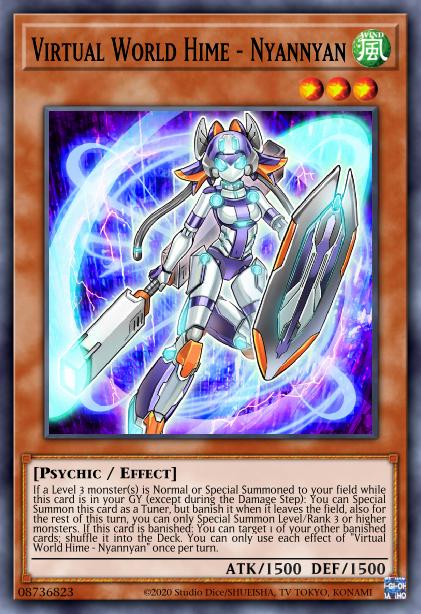 Virtual World Hime - Nyannyan
WIND
風
[Psychic / Effect]
If a Level 3 monster(s) is Normal or Special Summoned to your field while
this card is in your GY (except during the Damage Step): You can Special
Summon this card as a Tuner, but banish it when it leaves the field, also for
the rest of this turn, you can only Special Summon Level/Rank 3 or higher
monsters. If this card is banished: You can target 1 of your other banished
cards; shuffle it into the Deck. You can only use each effect of "Virtual
World Hime - Nyannyan" once per turn.
ATK/1500 DEF/1500
08736823
©2020 Studio Dice/SHUEISHA, TV TOKYO, KONAMI